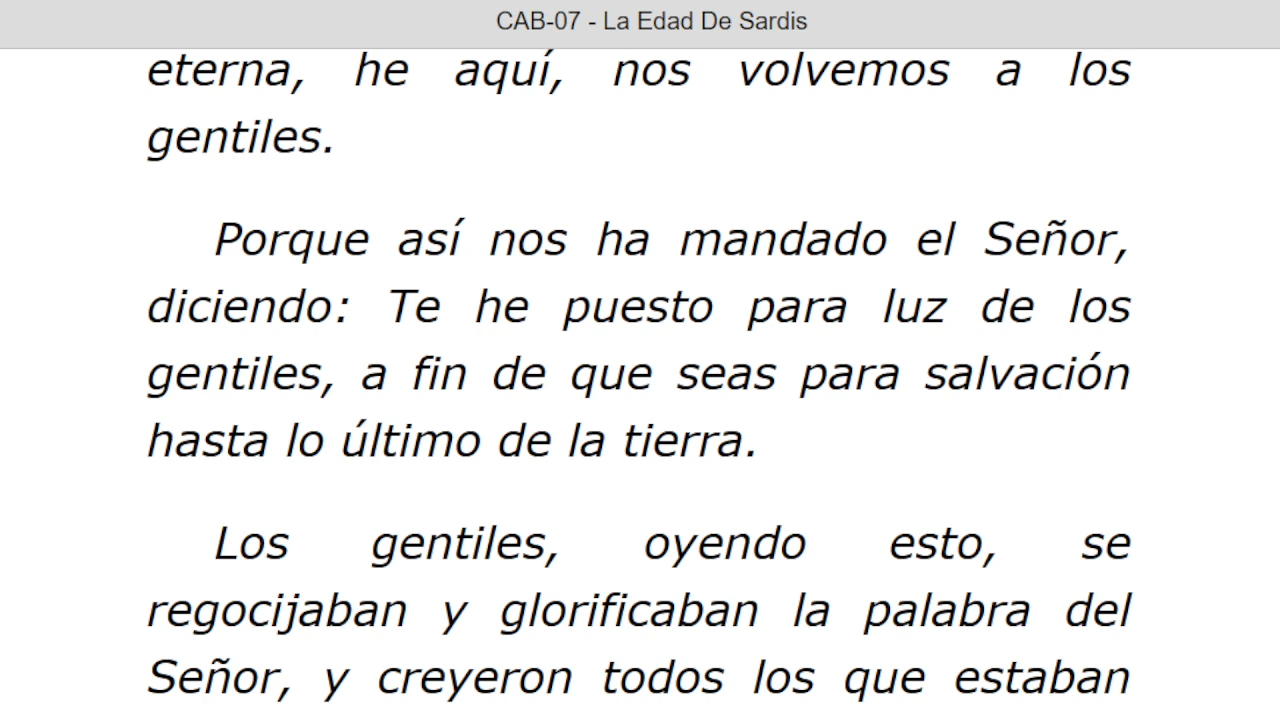 CAB-07 - La Edad De Sardis
eterna, he aquí, nos volvemos a los
gentiles.
Porque así nos ha mandado el Señor,
diciendo: Te he puesto para luz de los
gentiles, a fin de que seas para salvación
hasta lo último de la tierra.
Los gentiles, oyendo esto, se
regocijaban y glorificaban la palabra del
Señor, y creyeron todos los que estaban